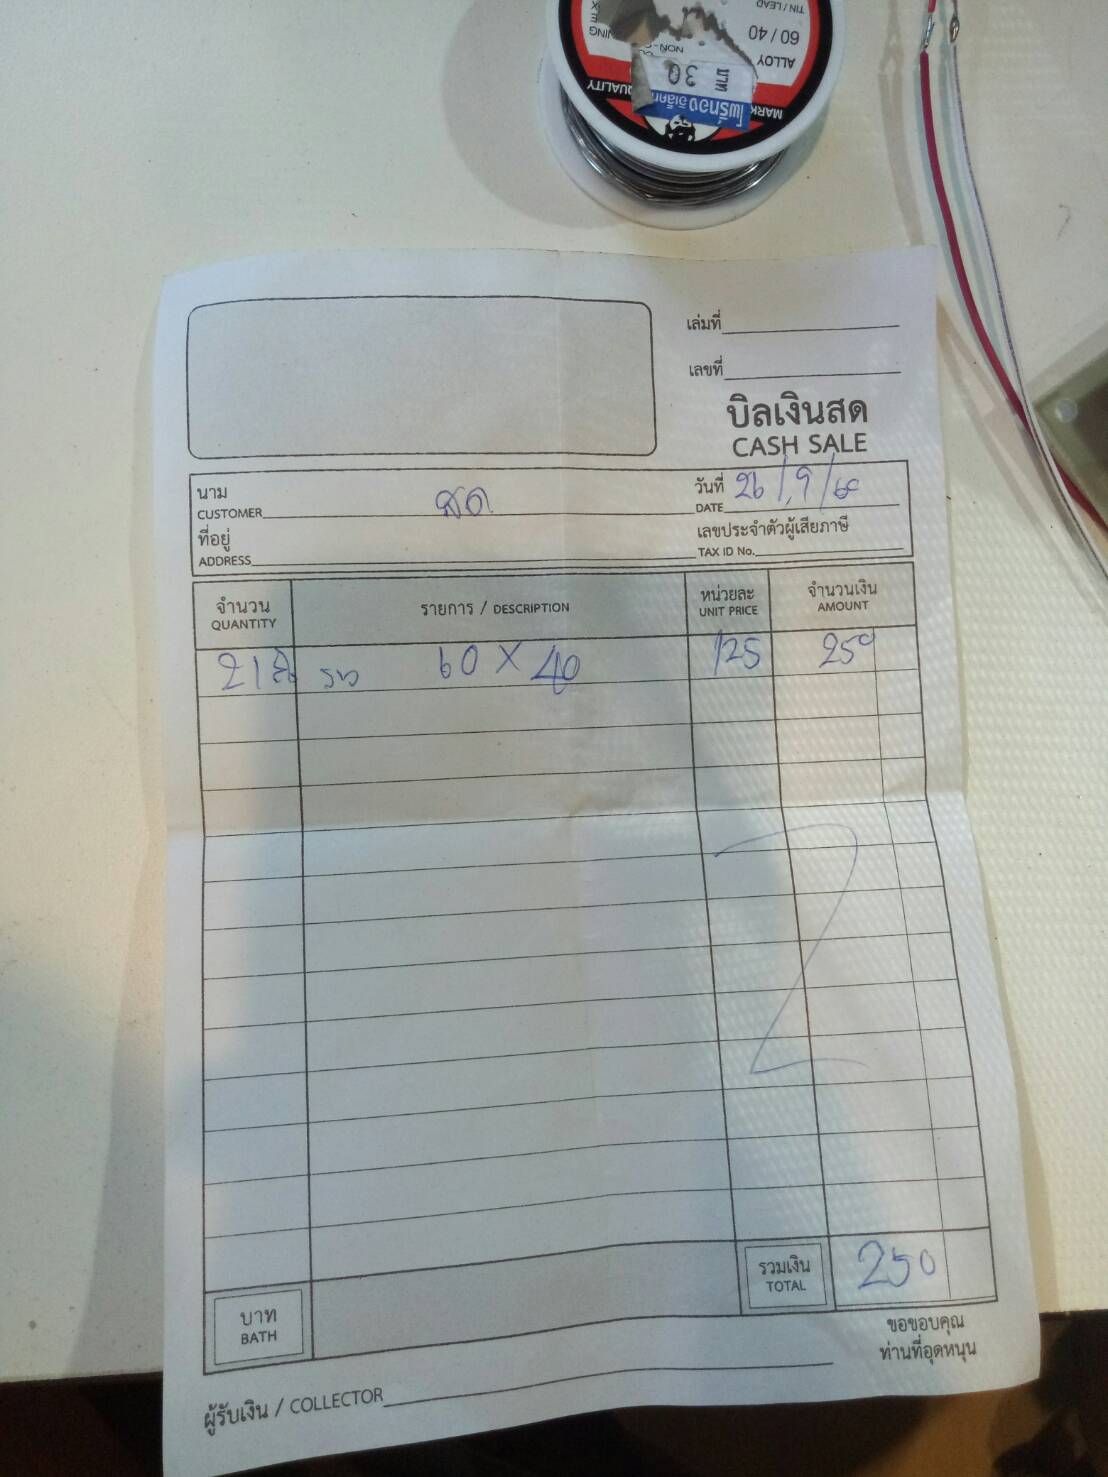 TIN / LEAD
60 / 40
ALLOY
NON-
บาท
30
QUALITY
MARK
เล่มที่
เลขที่
บิลเงินสด
CASH SALE
นาม
CUSTOMER สด
วันที่ 26/9/68
DATE
ที่อยู่
ADDRESS
เลขประจำตัวผู้เสียภาษี
TAX ID No.
จำนวน รายการ / DESCRIPTION หน่วยละ จำนวนเงิน
QUANTITY UNIT PRICE AMOUNT
2 60 X 40 125 250
รวมเงิน 250
TOTAL
บาท
BATH
ขอขอบคุณ
ท่านที่อุดหนุน
ผู้รับเงิน / COLLECTOR